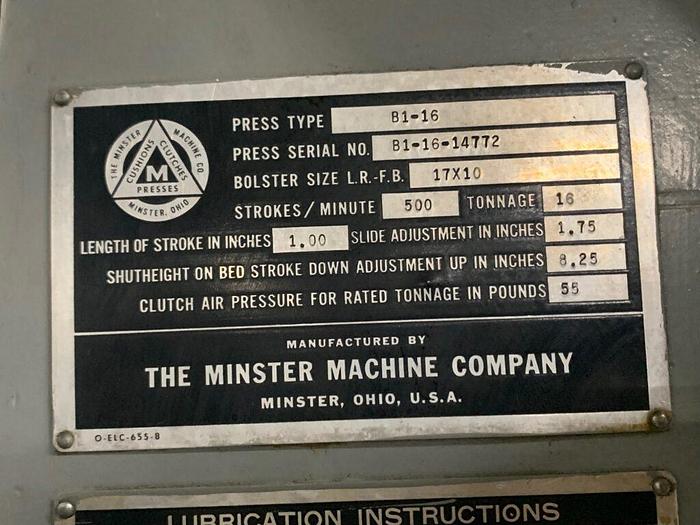 PRESS TYPE B1-16
PRESS SERIAL NO. B1-16-14772
BOLSTER SIZE L.R.-F.B. 17X10
STROKES/MINUTE 500 TONNAGE 16
LENGTH OF STROKE IN INCHES 1.00 SLIDE ADJUSTMENT IN INCHES 1.75
SHUTHEIGHT ON BED STROKE DOWN ADJUSTMENT UP IN INCHES 8.25
CLUTCH AIR PRESSURE FOR RATED TONNAGE IN POUNDS 55
THE MINSTER MACHINE CO.
CUSHIONS CLUTCHES
M
PRESSES
MINSTER, OHIO
MANUFACTURED BY
THE MINSTER MACHINE COMPANY
MINSTER, OHIO, U.S.A.
O-ELC-655-B
LUBRICATION INSTRUCTIONS